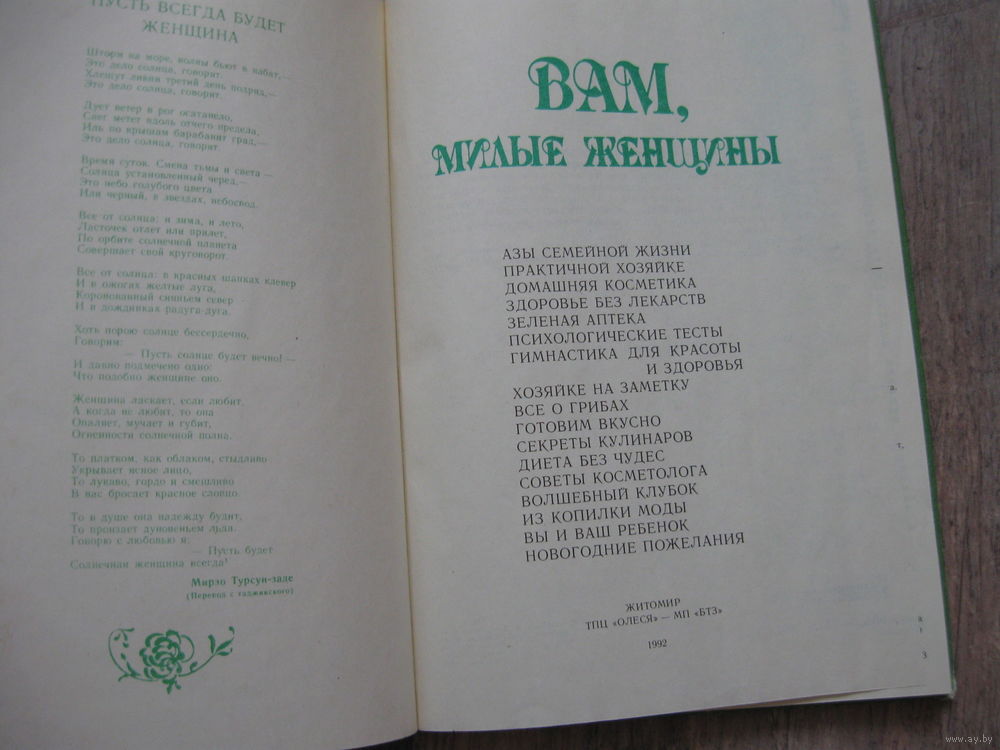 ПУСТЬ ВСЕГДА БУДЕТ
ЖЕНЩИНА
Шторм на море, волны бьют в набат,—
Это дело солнца, говорят.
Хлещут ливни третий день подряд,—
Это дело солнца, говорят.
Дует ветер в рог осатанело,
Снег метет вдоль отчего предела,
Иль по крышам барабанит град,—
Это дело солнца, говорят.
Время суток. Смена тьмы и света —
Солнца установленный черед,—
Это небо голубого цвета
Или черный, в звездах, небосвод.
Все от солнца: и зима, и лето,
Ласточек отлет или прилет,
По орбите солнечной планета
Совершает свой круговорот.
Все от солнца: в красных шапках клевер
И в ожогах желтые луга,
Коронованный сияньем север
И в дождинках радуга-дуга.
Хоть порою солнце бессердечно,
Говорим:
— Пусть солнце будет вечно! —
И давно подмечено одно:
Что подобно женщине оно.
Женщина ласкает, если любит,
А когда не любит, то она
Опаляет, мучает и губит,
Огненности солнечной полна.
То платком, как облаком, стыдливо
Укрывает ясное лицо,
То лукаво, гордо и смешливо
В вас бросает красное словцо.
То в душе она надежду будит,
То пронзает дуновеньем льда.
Говорю с любовью я:
— Пусть будет
Солнечная женщина всегда!
Мирзо Турсун-заде
(Перевод с таджикского)
ВАМ,
МИЛЫЕ ЖЕНЩИНЫ
АЗЫ СЕМЕЙНОЙ ЖИЗНИ
ПРАКТИЧНОЙ ХОЗЯЙКЕ
ДОМАШНЯЯ КОСМЕТИКА
ЗДОРОВЬЕ БЕЗ ЛЕКАРСТВ
ЗЕЛЕНАЯ АПТЕКА
ПСИХОЛОГИЧЕСКИЕ ТЕСТЫ
ГИМНАСТИКА ДЛЯ КРАСОТЫ
И ЗДОРОВЬЯ
ХОЗЯЙКЕ НА ЗАМЕТКУ
ВСЕ О ГРИБАХ
ГОТОВИМ ВКУСНО
СЕКРЕТЫ КУЛИНАРОВ
ДИЕТА БЕЗ ЧУДЕС
СОВЕТЫ КОСМЕТОЛОГА
ВОЛШЕБНЫЙ КЛУБОК
ИЗ КОПИЛКИ МОДЫ
ВЫ И ВАШ РЕБЕНОК
НОВОГОДНИЕ ПОЖЕЛАНИЯ
ЖИТОМИР
ТПЦ «ОЛЕСЯ» — МП «БТЗ»
1992
а,
т,
3
www.ay.by